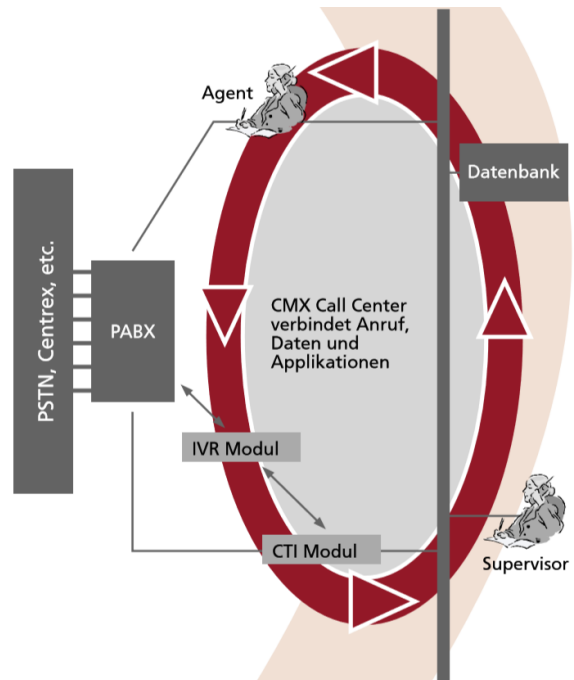 Agent
Datenbank
PSTN, Centrex, etc.
PABX
CMX Call Center
verbindet Anruf,
Daten und
Applikationen
IVR Modul
CTI Modul
Supervisor